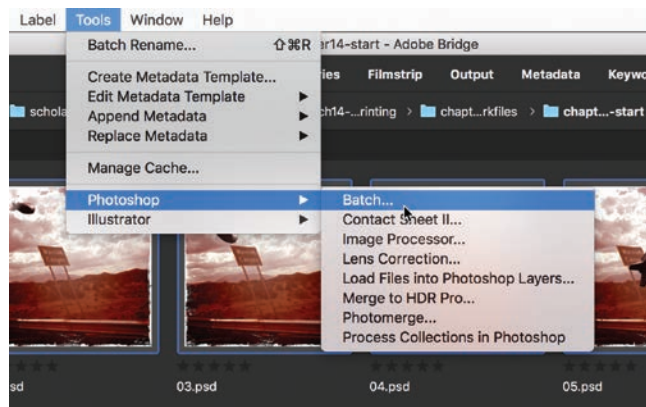 Label Tools Window Help
Batch Rename... ⇧⌘R
er14-start - Adobe Bridge
Create Metadata Template...
Edit Metadata Template ▶
Append Metadata ▶
Replace Metadata ▶
Manage Cache...
Photoshop ▶
Illustrator ▶
ries Filmstrip Output Metadata Keywo
schola ch14-...rinting > chapt...rkfiles > chapt...-start
Batch...
Contact Sheet II...
Image Processor...
Lens Correction...
Load Files into Photoshop Layers...
Merge to HDR Pro...
Photomerge...
Process Collections in Photoshop
sd 03.psd 04.psd 05.psd